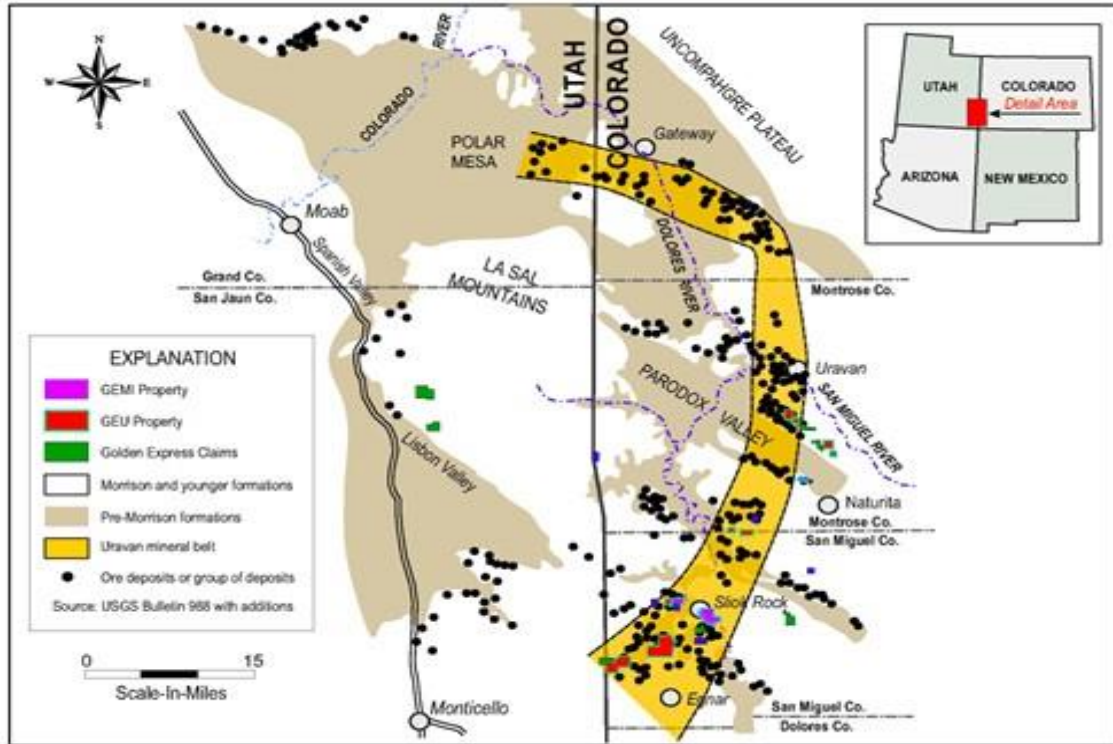 N
W
E
S
COLORADO
RIVER
UTAH
COLORADO
UNCOMPAHGRE PLATEAU
UTAH
COLORADO
Detail Area
ARIZONA
NEW MEXICO
POLAR
MESA
Gateway
Moab
Spanish Valley
DOLORES
RIVER
LA SAL
MOUNTAINS
Grand Co.
San Jaun Co.
Montrose Co.
EXPLANATION
GEMI Property
GEU Property
Golden Express Claims
Morrison and younger formations
Pre-Morrison formations
Uravan mineral belt
Ore deposits or group of deposits
Source: USGS Bulletin 988 with additions
Uravan
PARODOX VALLEY
SAN MIGUEL RIVER
Lisbon Valley
Naturita
Montrose Co.
San Miguel Co.
Slick Rock
0 15
Scale-In-Miles
Monticello
Egnar
San Miguel Co.
Dolores Co.